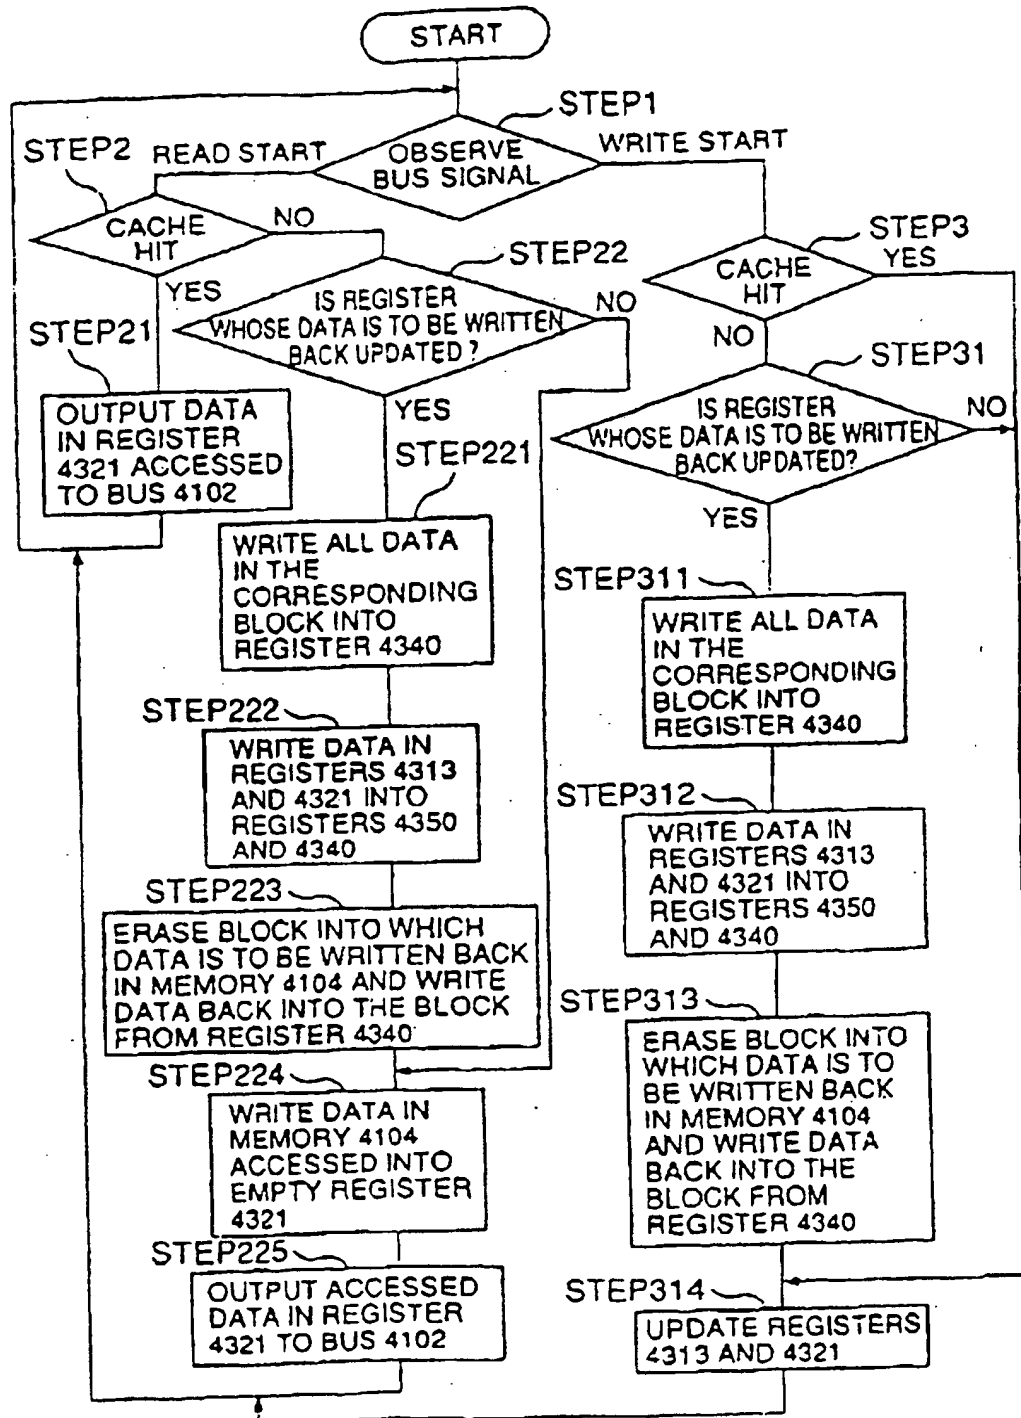 START
STEP1
OBSERVE
BUS SIGNAL
READ START
WRITE START
STEP2
CACHE
HIT
NO
YES
STEP22
IS REGISTER
WHOSE DATA IS TO BE WRITTEN
BACK UPDATED ?
NO
YES
STEP21
OUTPUT DATA
IN REGISTER
4321 ACCESSED
TO BUS 4102
STEP221
WRITE ALL DATA
IN THE
CORRESPONDING
BLOCK INTO
REGISTER 4340
STEP222
WRITE DATA IN
REGISTERS 4313
AND 4321 INTO
REGISTERS 4350
AND 4340
STEP223
ERASE BLOCK INTO WHICH
DATA IS TO BE WRITTEN BACK
IN MEMORY 4104 AND WRITE
DATA BACK INTO THE BLOCK
FROM REGISTER 4340
STEP224
WRITE DATA IN
MEMORY 4104
ACCESSED INTO
EMPTY REGISTER
4321
STEP225
OUTPUT ACCESSED
DATA IN REGISTER
4321 TO BUS 4102
STEP3
CACHE
HIT
YES
NO
STEP31
IS REGISTER
WHOSE DATA IS TO BE WRITTEN
BACK UPDATED?
NO
YES
STEP311
WRITE ALL DATA
IN THE
CORRESPONDING
BLOCK INTO
REGISTER 4340
STEP312
WRITE DATA IN
REGISTERS 4313
AND 4321 INTO
REGISTERS 4350
AND 4340
STEP313
ERASE BLOCK INTO
WHICH DATA IS TO
BE WRITTEN BACK
IN MEMORY 4104
AND WRITE DATA
BACK INTO THE
BLOCK FROM
REGISTER 4340
STEP314
UPDATE REGISTERS
4313 AND 4321